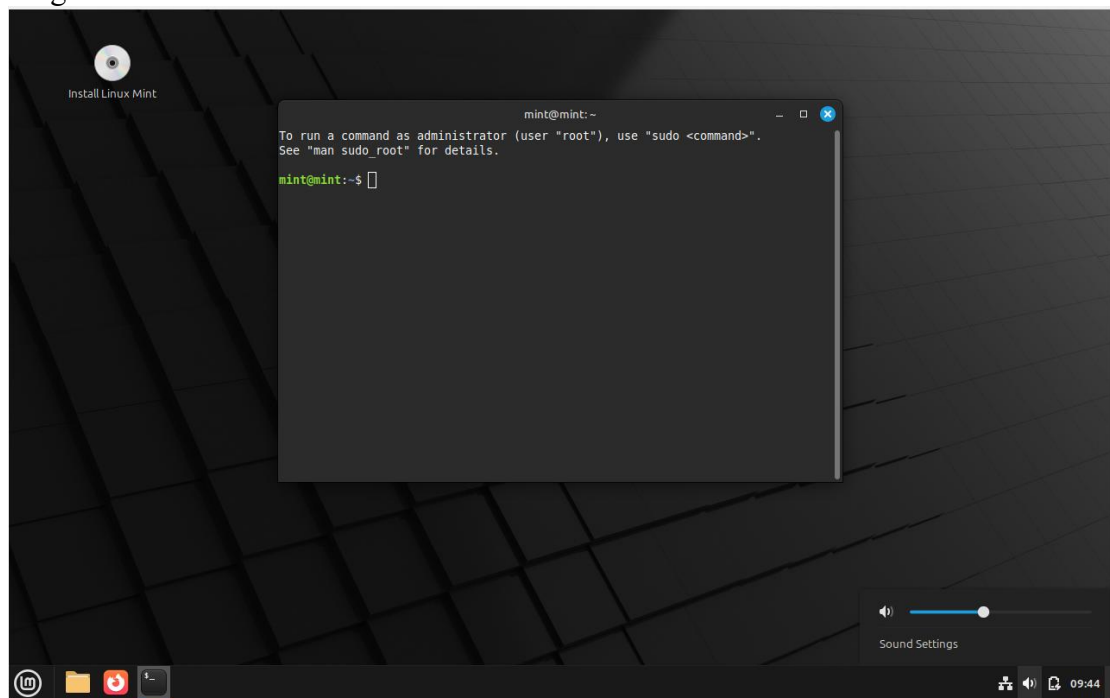 Install Linux Mint
mint@mint: ~
To run a command as administrator (user "root"), use "sudo <command>".
See "man sudo_root" for details.
mint@mint:~$
Sound Settings
09:44